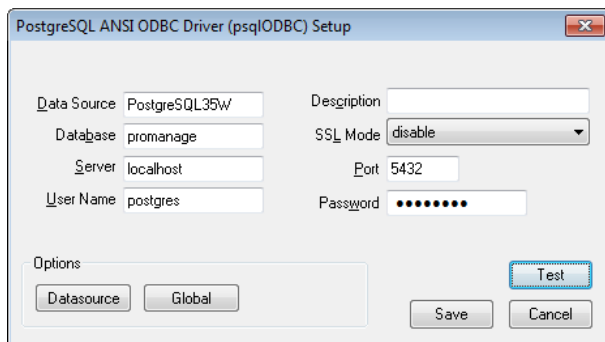 PostgreSQL ANSI ODBC Driver (psqlODBC) Setup
Data Source PostgreSQL35W
Description
Database promanage
SSL Mode disable
Server localhost
Port 5432
User Name postgres
Password ●●●●●●●●
Options
Datasource
Global
Test
Save
Cancel